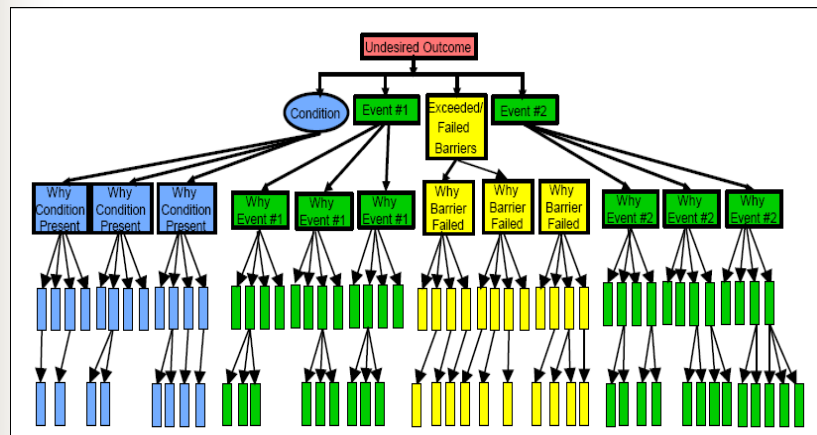 Undesired Outcome
Condition
Event #1
Exceeded/
Failed
Barriers
Event #2
Why
Condition
Present
Why
Condition
Present
Why
Condition
Present
Why
Event #1
Why
Event #1
Why
Event #1
Why
Barrier
Failed
Why
Barrier
Failed
Why
Barrier
Failed
Why
Event #2
Why
Event #2
Why
Event #2